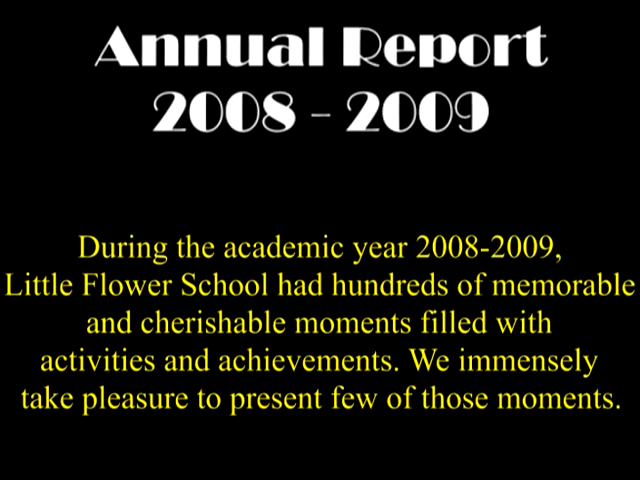 Annual Report
2008 - 2009
During the academic year 2008-2009,
Little Flower School had hundreds of memorable
and cherishable moments filled with
activities and achievements. We immensely
take pleasure to present few of those moments.